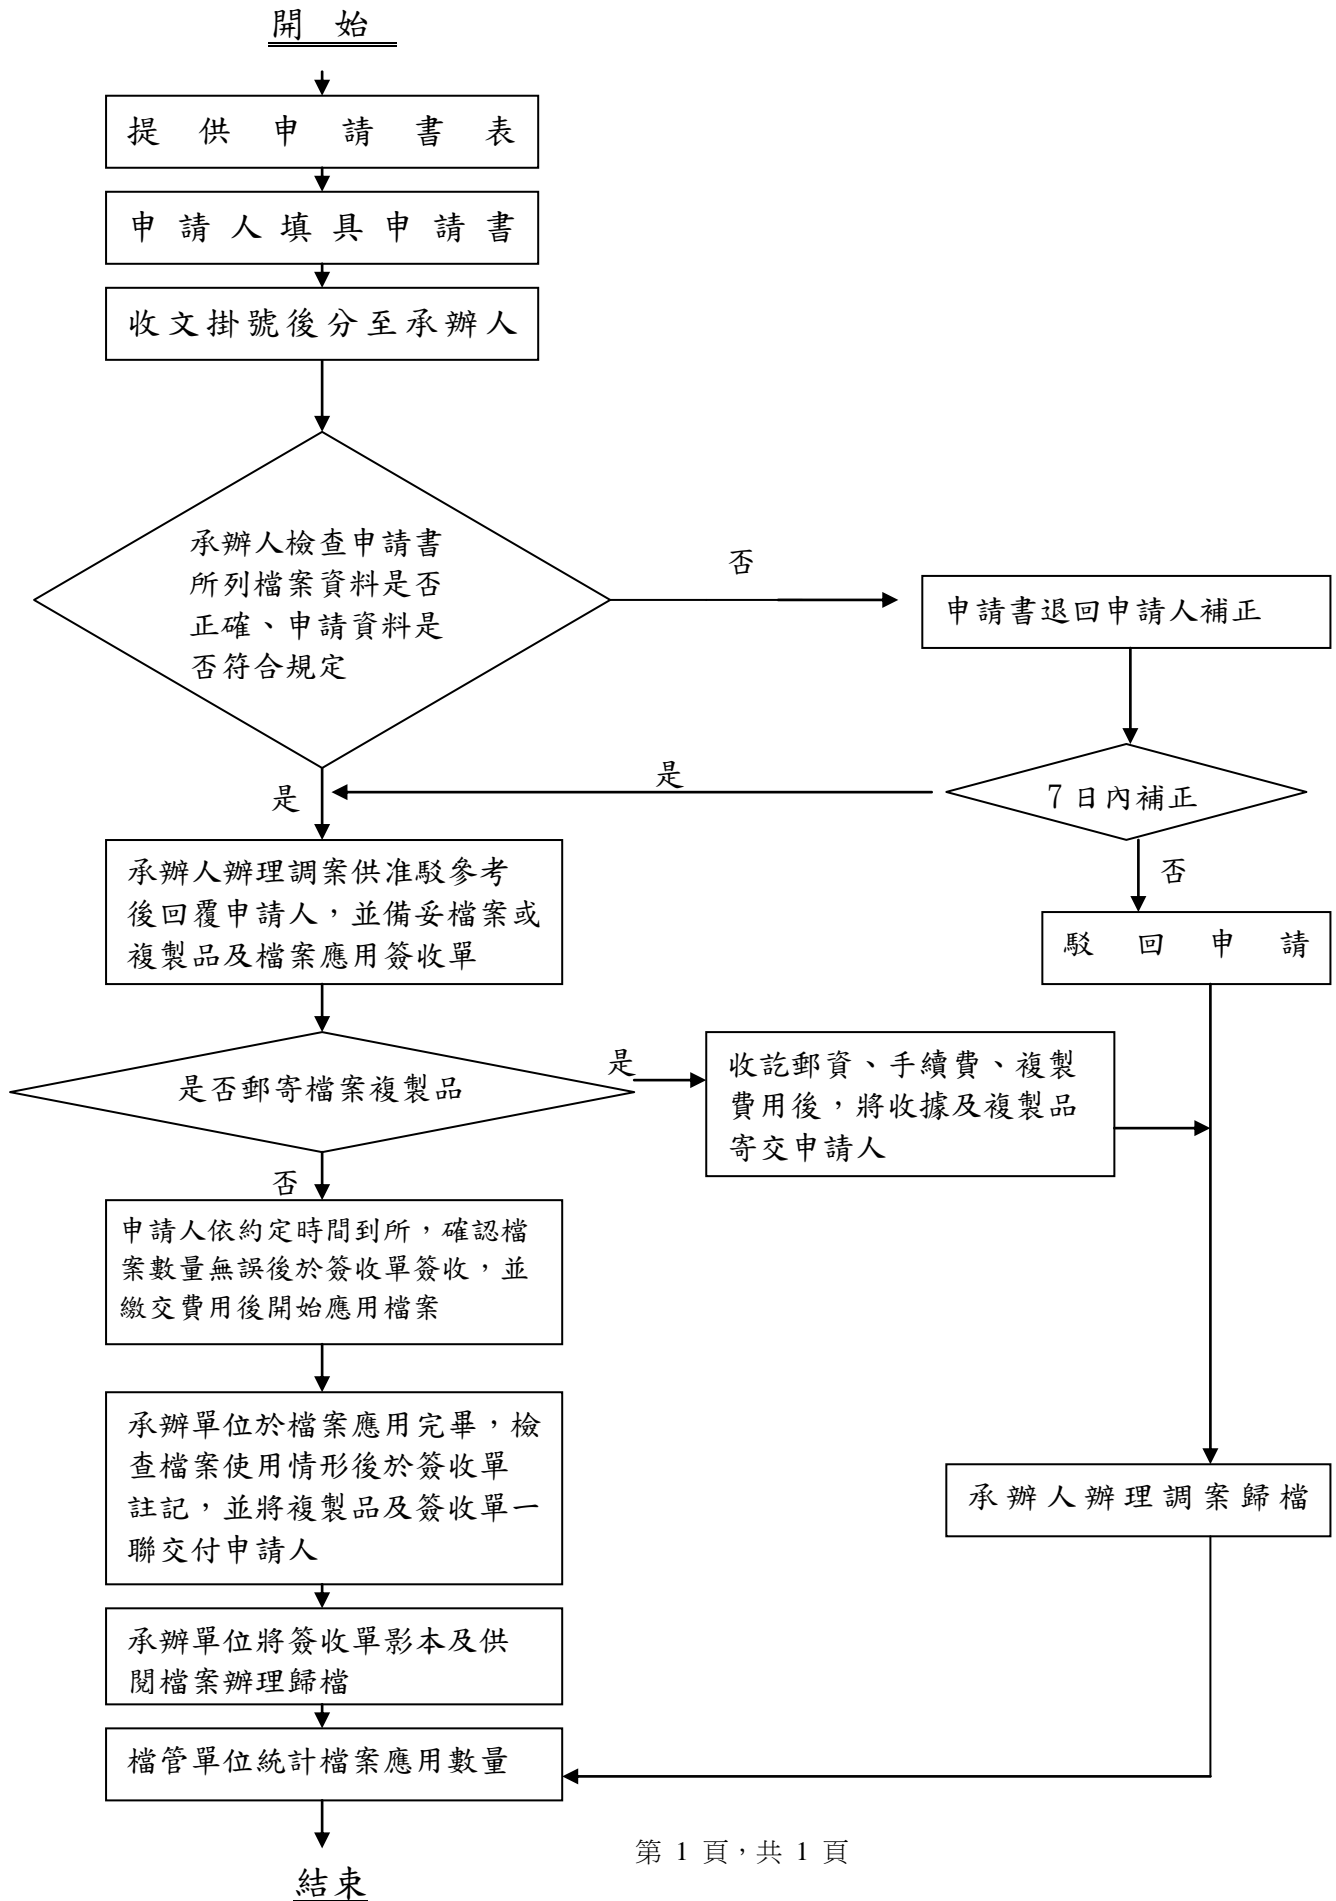 開 始
提供申請書表
申請人填具申請書
收文掛號後分至承辦人
承辦人檢查申請書
所列檔案資料是否
正確、申請資料是
否符合規定
否
申請書退回申請人補正
是
是
7 日內補正
承辦人辦理調案供准駁參考
後回覆申請人，並備妥檔案或
複製品及檔案應用簽收單
否
駁回申請
是否郵寄檔案複製品
是
收訖郵資、手續費、複製
費用後，將收據及複製品
寄交申請人
否
申請人依約定時間到所，確認檔
案數量無誤後於簽收單簽收，並
繳交費用後開始應用檔案
承辦單位於檔案應用完畢，檢
查檔案使用情形後於簽收單
註記，並將複製品及簽收單一
聯交付申請人
承辦人辦理調案歸檔
承辦單位將簽收單影本及供
閱檔案辦理歸檔
檔管單位統計檔案應用數量
結束
第 1 頁，共 1 頁